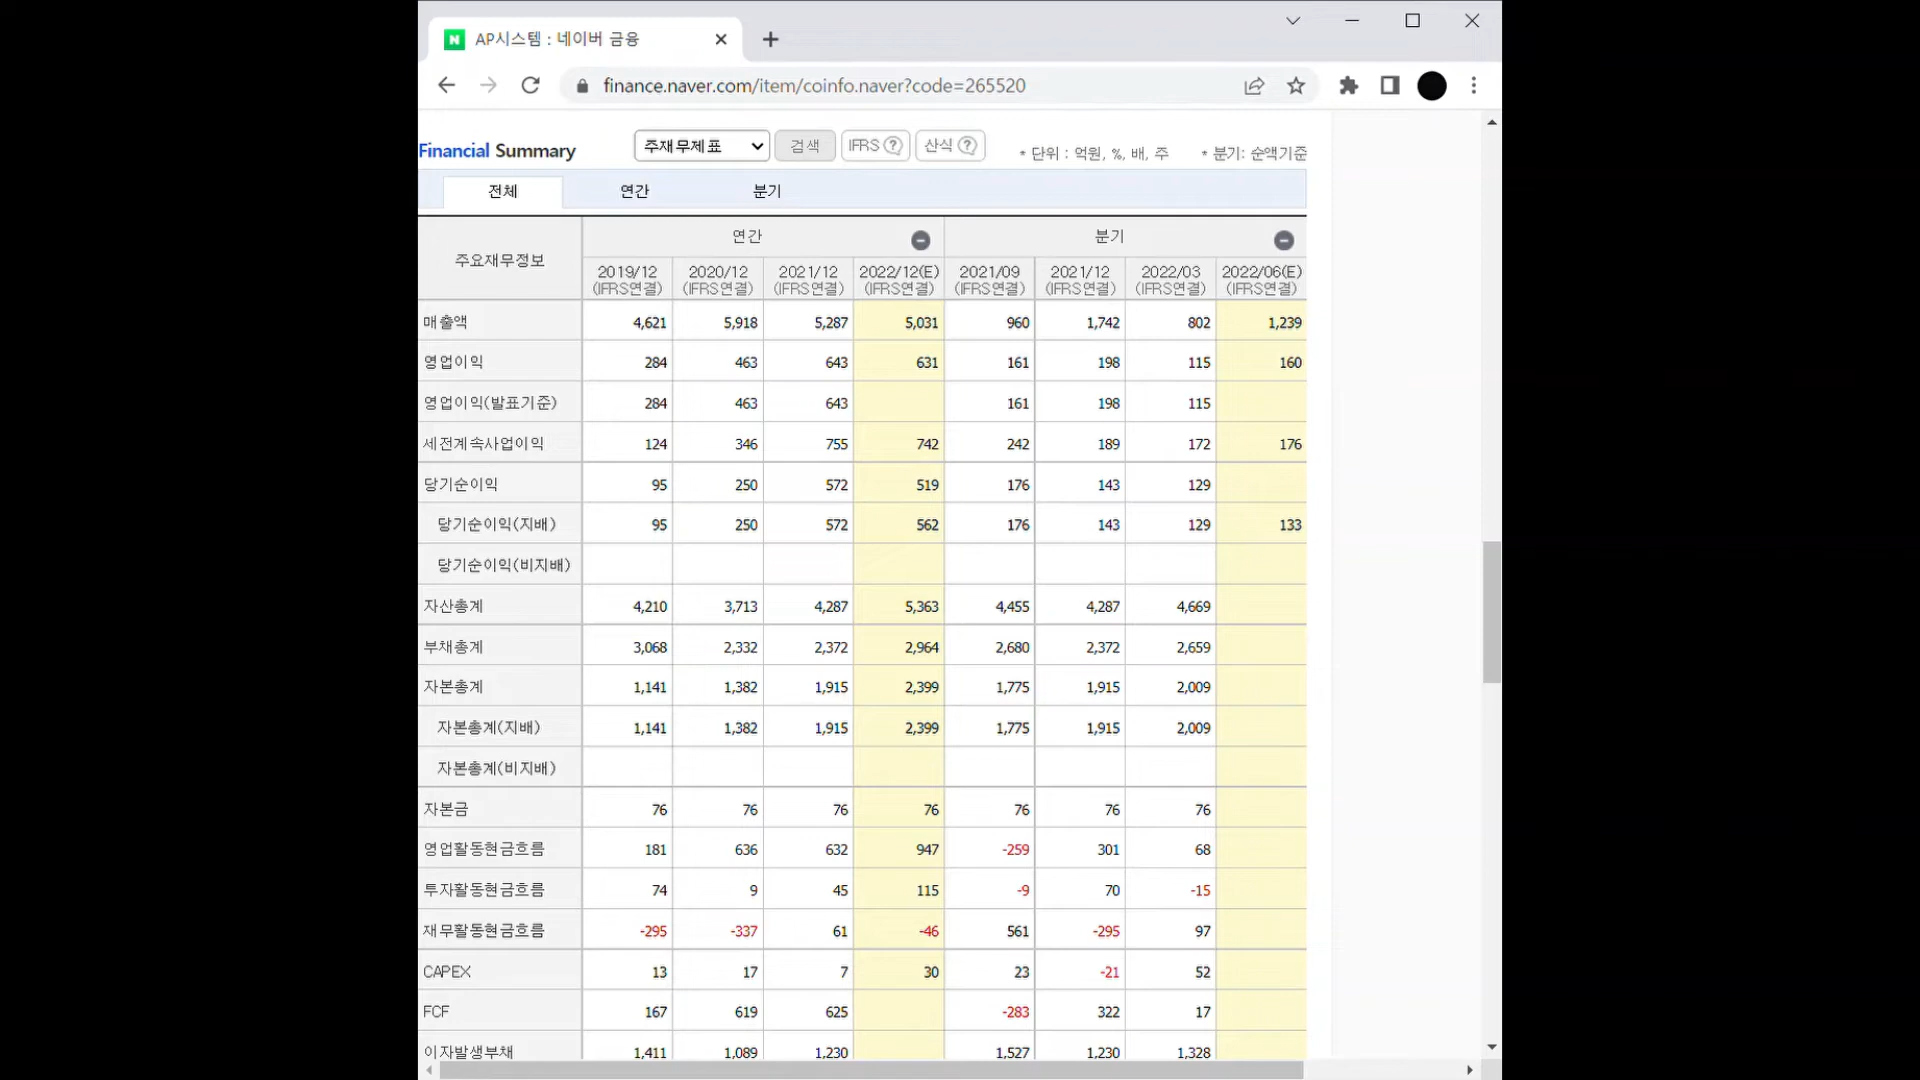 AP시스템 : 네이버 금융
finance.naver.com/item/coinfo.naver?code=265520
Financial Summary 주재무제표 검색 IFRS ? 산식 ? * 단위 : 억원, %, 배, 주 * 분기: 순액기준
전체 연간 분기
주요재무정보 연간 분기
2019/12 2020/12 2021/12 2022/12(E) 2021/09 2021/12 2022/03 2022/06(E)
(IFRS연결) (IFRS연결) (IFRS연결) (IFRS연결) (IFRS연결) (IFRS연결) (IFRS연결) (IFRS연결)
매출액 4,621 5,918 5,287 5,031 960 1,742 802 1,239
영업이익 284 463 643 631 161 198 115 160
영업이익(발표기준) 284 463 643 161 198 115
세전계속사업이익 124 346 755 742 242 189 172 176
당기순이익 95 250 572 519 176 143 129
당기순이익(지배) 95 250 572 562 176 143 129 133
당기순이익(비지배)
자산총계 4,210 3,713 4,287 5,363 4,455 4,287 4,669
부채총계 3,068 2,332 2,372 2,964 2,680 2,372 2,659
자본총계 1,141 1,382 1,915 2,399 1,775 1,915 2,009
자본총계(지배) 1,141 1,382 1,915 2,399 1,775 1,915 2,009
자본총계(비지배)
자본금 76 76 76 76 76 76 76
영업활동현금흐름 181 636 632 947 -259 301 68
투자활동현금흐름 74 9 45 115 -9 70 -15
재무활동현금흐름 -295 -337 61 -46 561 -295 97
CAPEX 13 17 7 30 23 -21 52
FCF 167 619 625 -283 322 17
이자발생부채 1,411 1,089 1,230 1,527 1,230 1,328